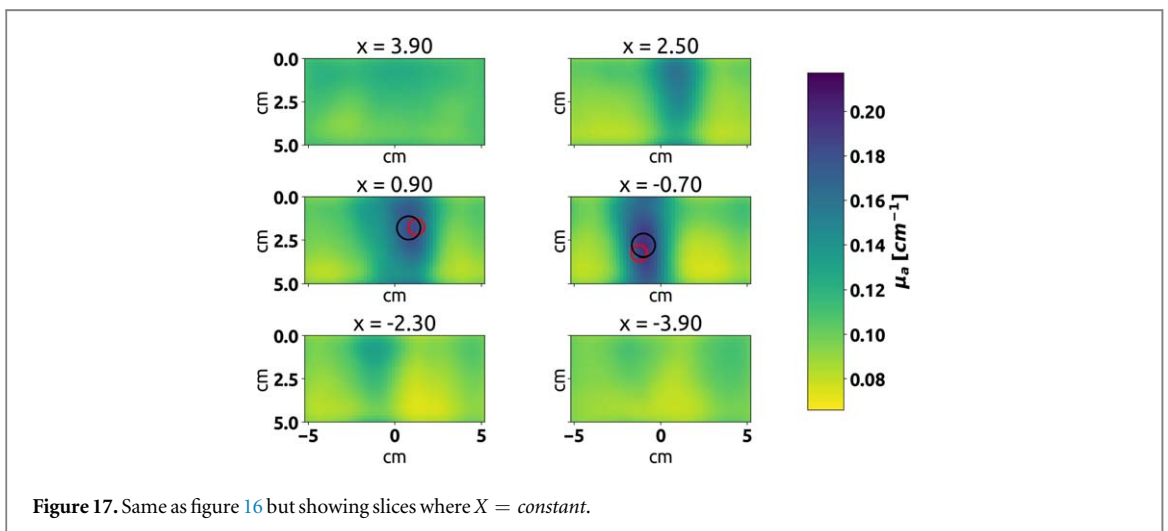 x = 3.90
x = 2.50
0.0
2.5
5.0
cm
cm
cm
cm
x = 0.90
x = -0.70
0.0
2.5
5.0
cm
cm
x = -2.30
x = -3.90
0.0
2.5
5.0
cm
cm
−5 0 5
−5 0 5
cm
cm
0.20
0.18
0.16
0.14
0.12
0.10
0.08
μa [cm−1]
Figure 17. Same as figure 16 but showing slices where X = constant.